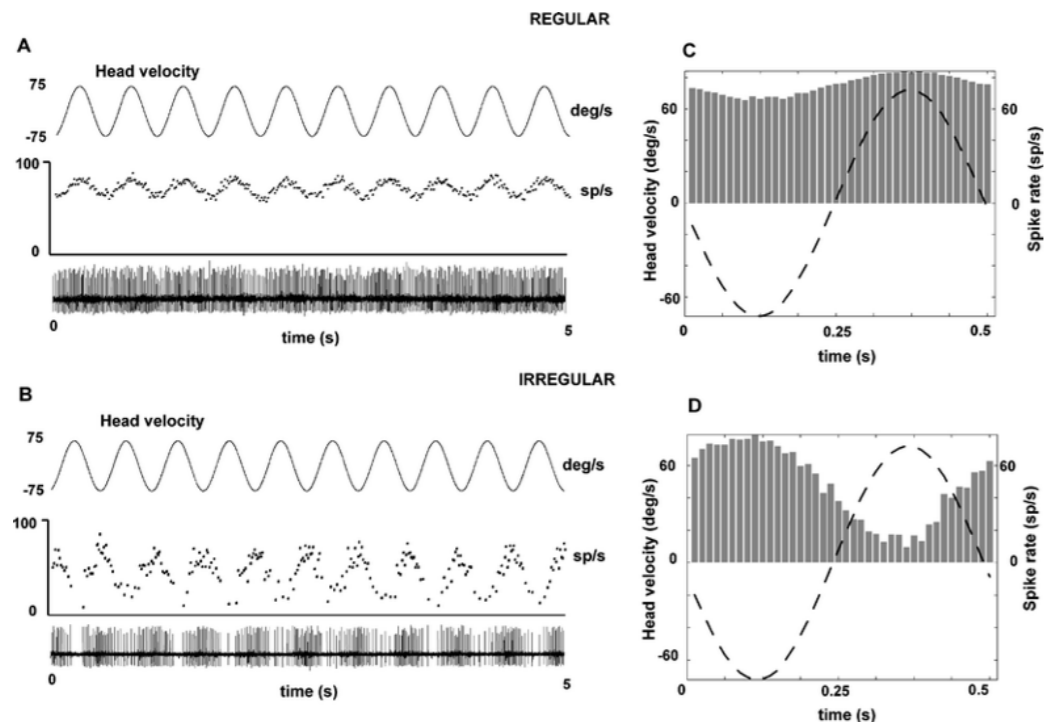 REGULAR
A
Head velocity
75
deg/s
-75
100
sp/s
0
0
5
time (s)
C
Head velocity (deg/s)
60
0
-60
60
0
Spike rate (sp/s)
0
0.25
0.5
time (s)
IRREGULAR
B
Head velocity
75
deg/s
-75
100
sp/s
0
0
5
time (s)
D
Head velocity (deg/s)
60
0
-60
60
0
Spike rate (sp/s)
0
0.25
0.5
time (s)